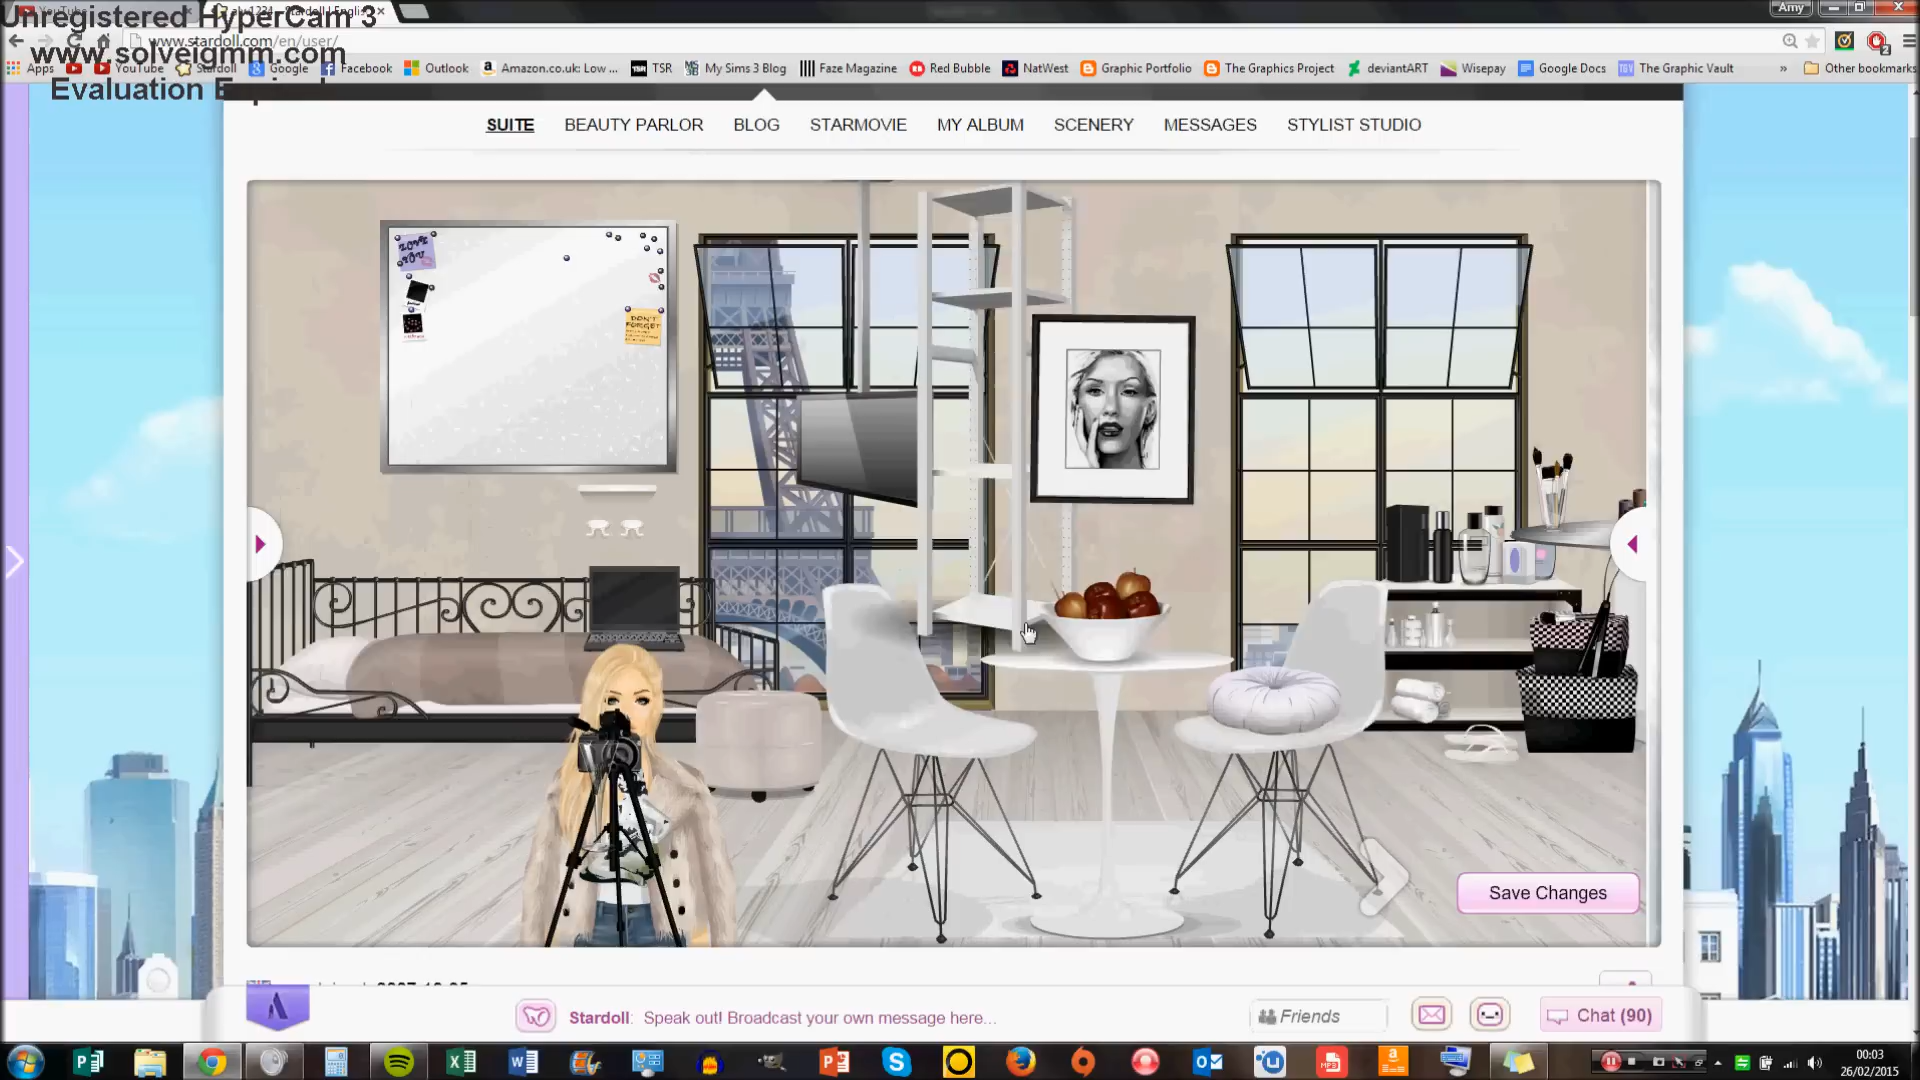 Unregistered HyperCam 3
www.solveigmm.com
Evaluation
YouTube
Stardoll | Engl
Amy
www.stardoll.com/en/user/
Apps YouTube Stardoll Google Facebook Outlook Amazon.co.uk: Low ... TSR My Sims 3 Blog Faze Magazine Red Bubble NatWest Graphic Portfolio The Graphics Project deviantART Wisepay Google Docs The Graphic Vault » Other bookmarks
SUITE BEAUTY PARLOR BLOG STARMOVIE MY ALBUM SCENERY MESSAGES STYLIST STUDIO
DON'T
FORGET
Save Changes
Stardoll: Speak out! Broadcast your own message here...
Friends
Chat (90)
00:03
26/02/2015